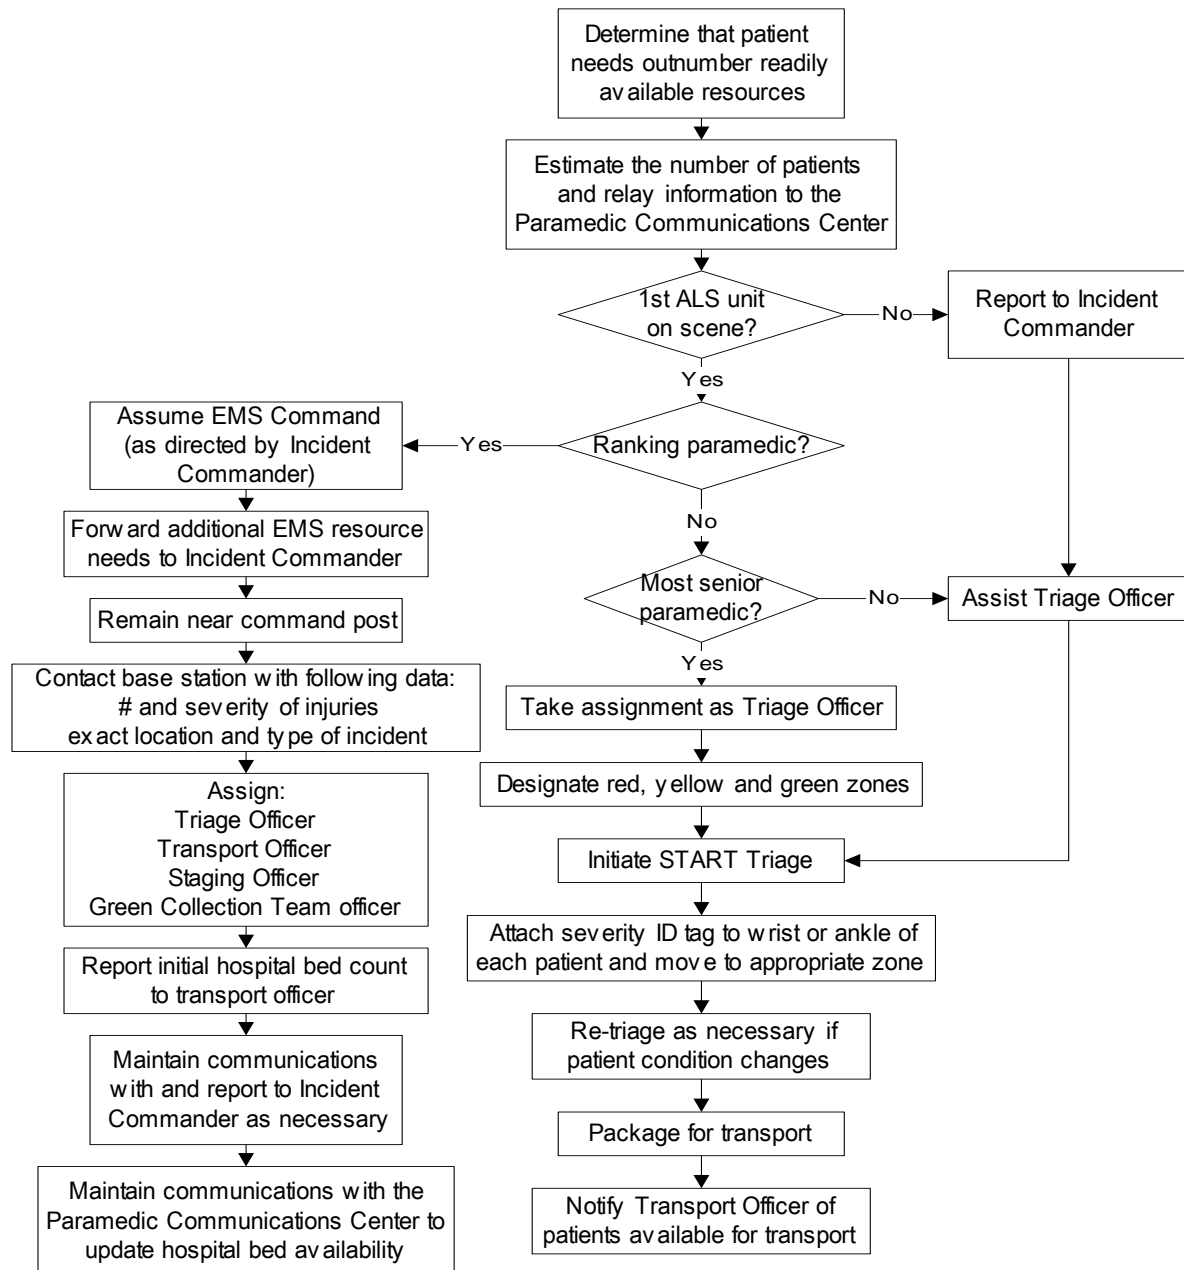 Determine that patient
needs outnumber readily
available resources
Estimate the number of patients
and relay information to the
Paramedic Communications Center
1st ALS unit
on scene?
No
Report to Incident
Commander
Yes
Ranking paramedic?
Yes
Assume EMS Command
(as directed by Incident
Commander)
Forward additional EMS resource
needs to Incident Commander
Remain near command post
Contact base station with following data:
# and severity of injuries
exact location and type of incident
Assign:
Triage Officer
Transport Officer
Staging Officer
Green Collection Team officer
Report initial hospital bed count
to transport officer
Maintain communications
with and report to Incident
Commander as necessary
Maintain communications with the
Paramedic Communications Center to
update hospital bed availability
No
Most senior
paramedic?
No
Assist Triage Officer
Yes
Take assignment as Triage Officer
Designate red, yellow and green zones
Initiate START Triage
Attach severity ID tag to wrist or ankle of
each patient and move to appropriate zone
Re-triage as necessary if
patient condition changes
Package for transport
Notify Transport Officer of
patients available for transport